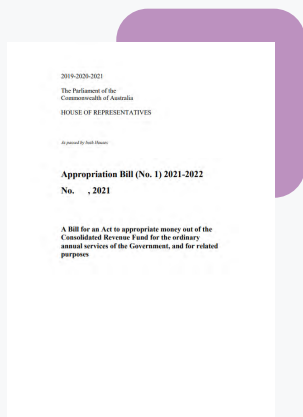 2019-2020-2021
The Parliament of the
Commonwealth of Australia
HOUSE OF REPRESENTATIVES
As passed by both Houses
Appropriation Bill (No. 1) 2021-2022
No.    , 2021
A Bill for an Act to appropriate money out of the
Consolidated Revenue Fund for the ordinary
annual services of the Government, and for related
purposes